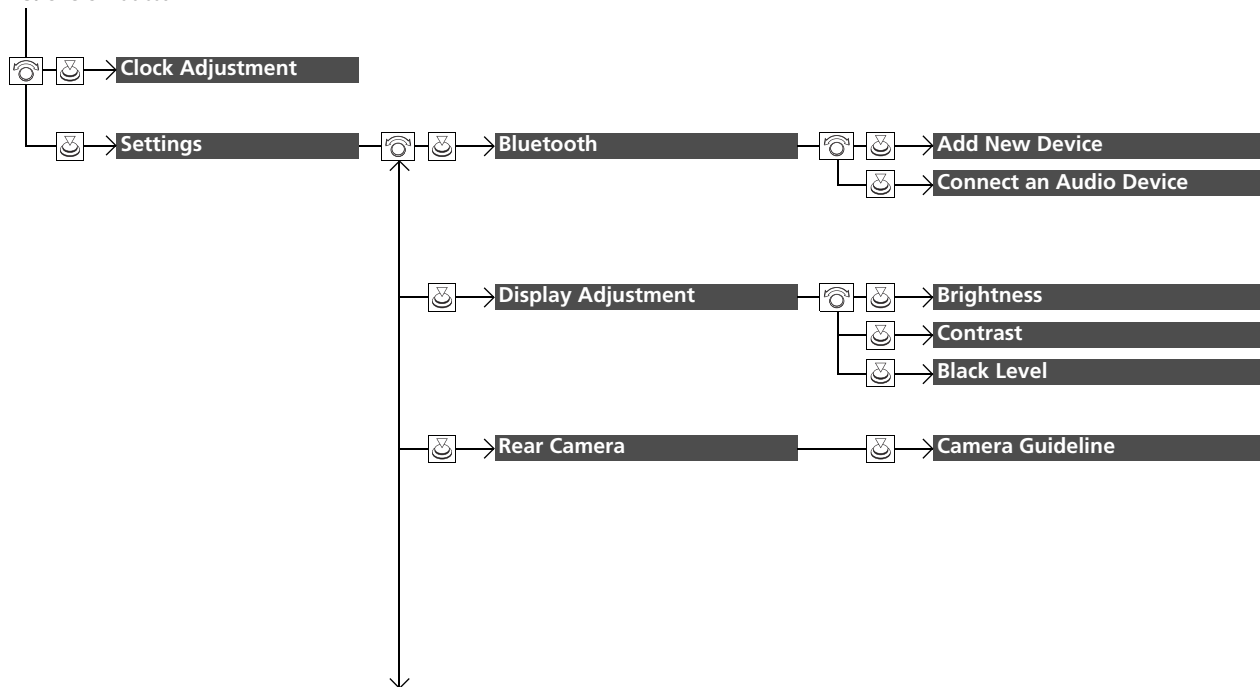 Clock Adjustment
Settings
Bluetooth
Add New Device
Connect an Audio Device
Display Adjustment
Brightness
Contrast
Black Level
Rear Camera
Camera Guideline